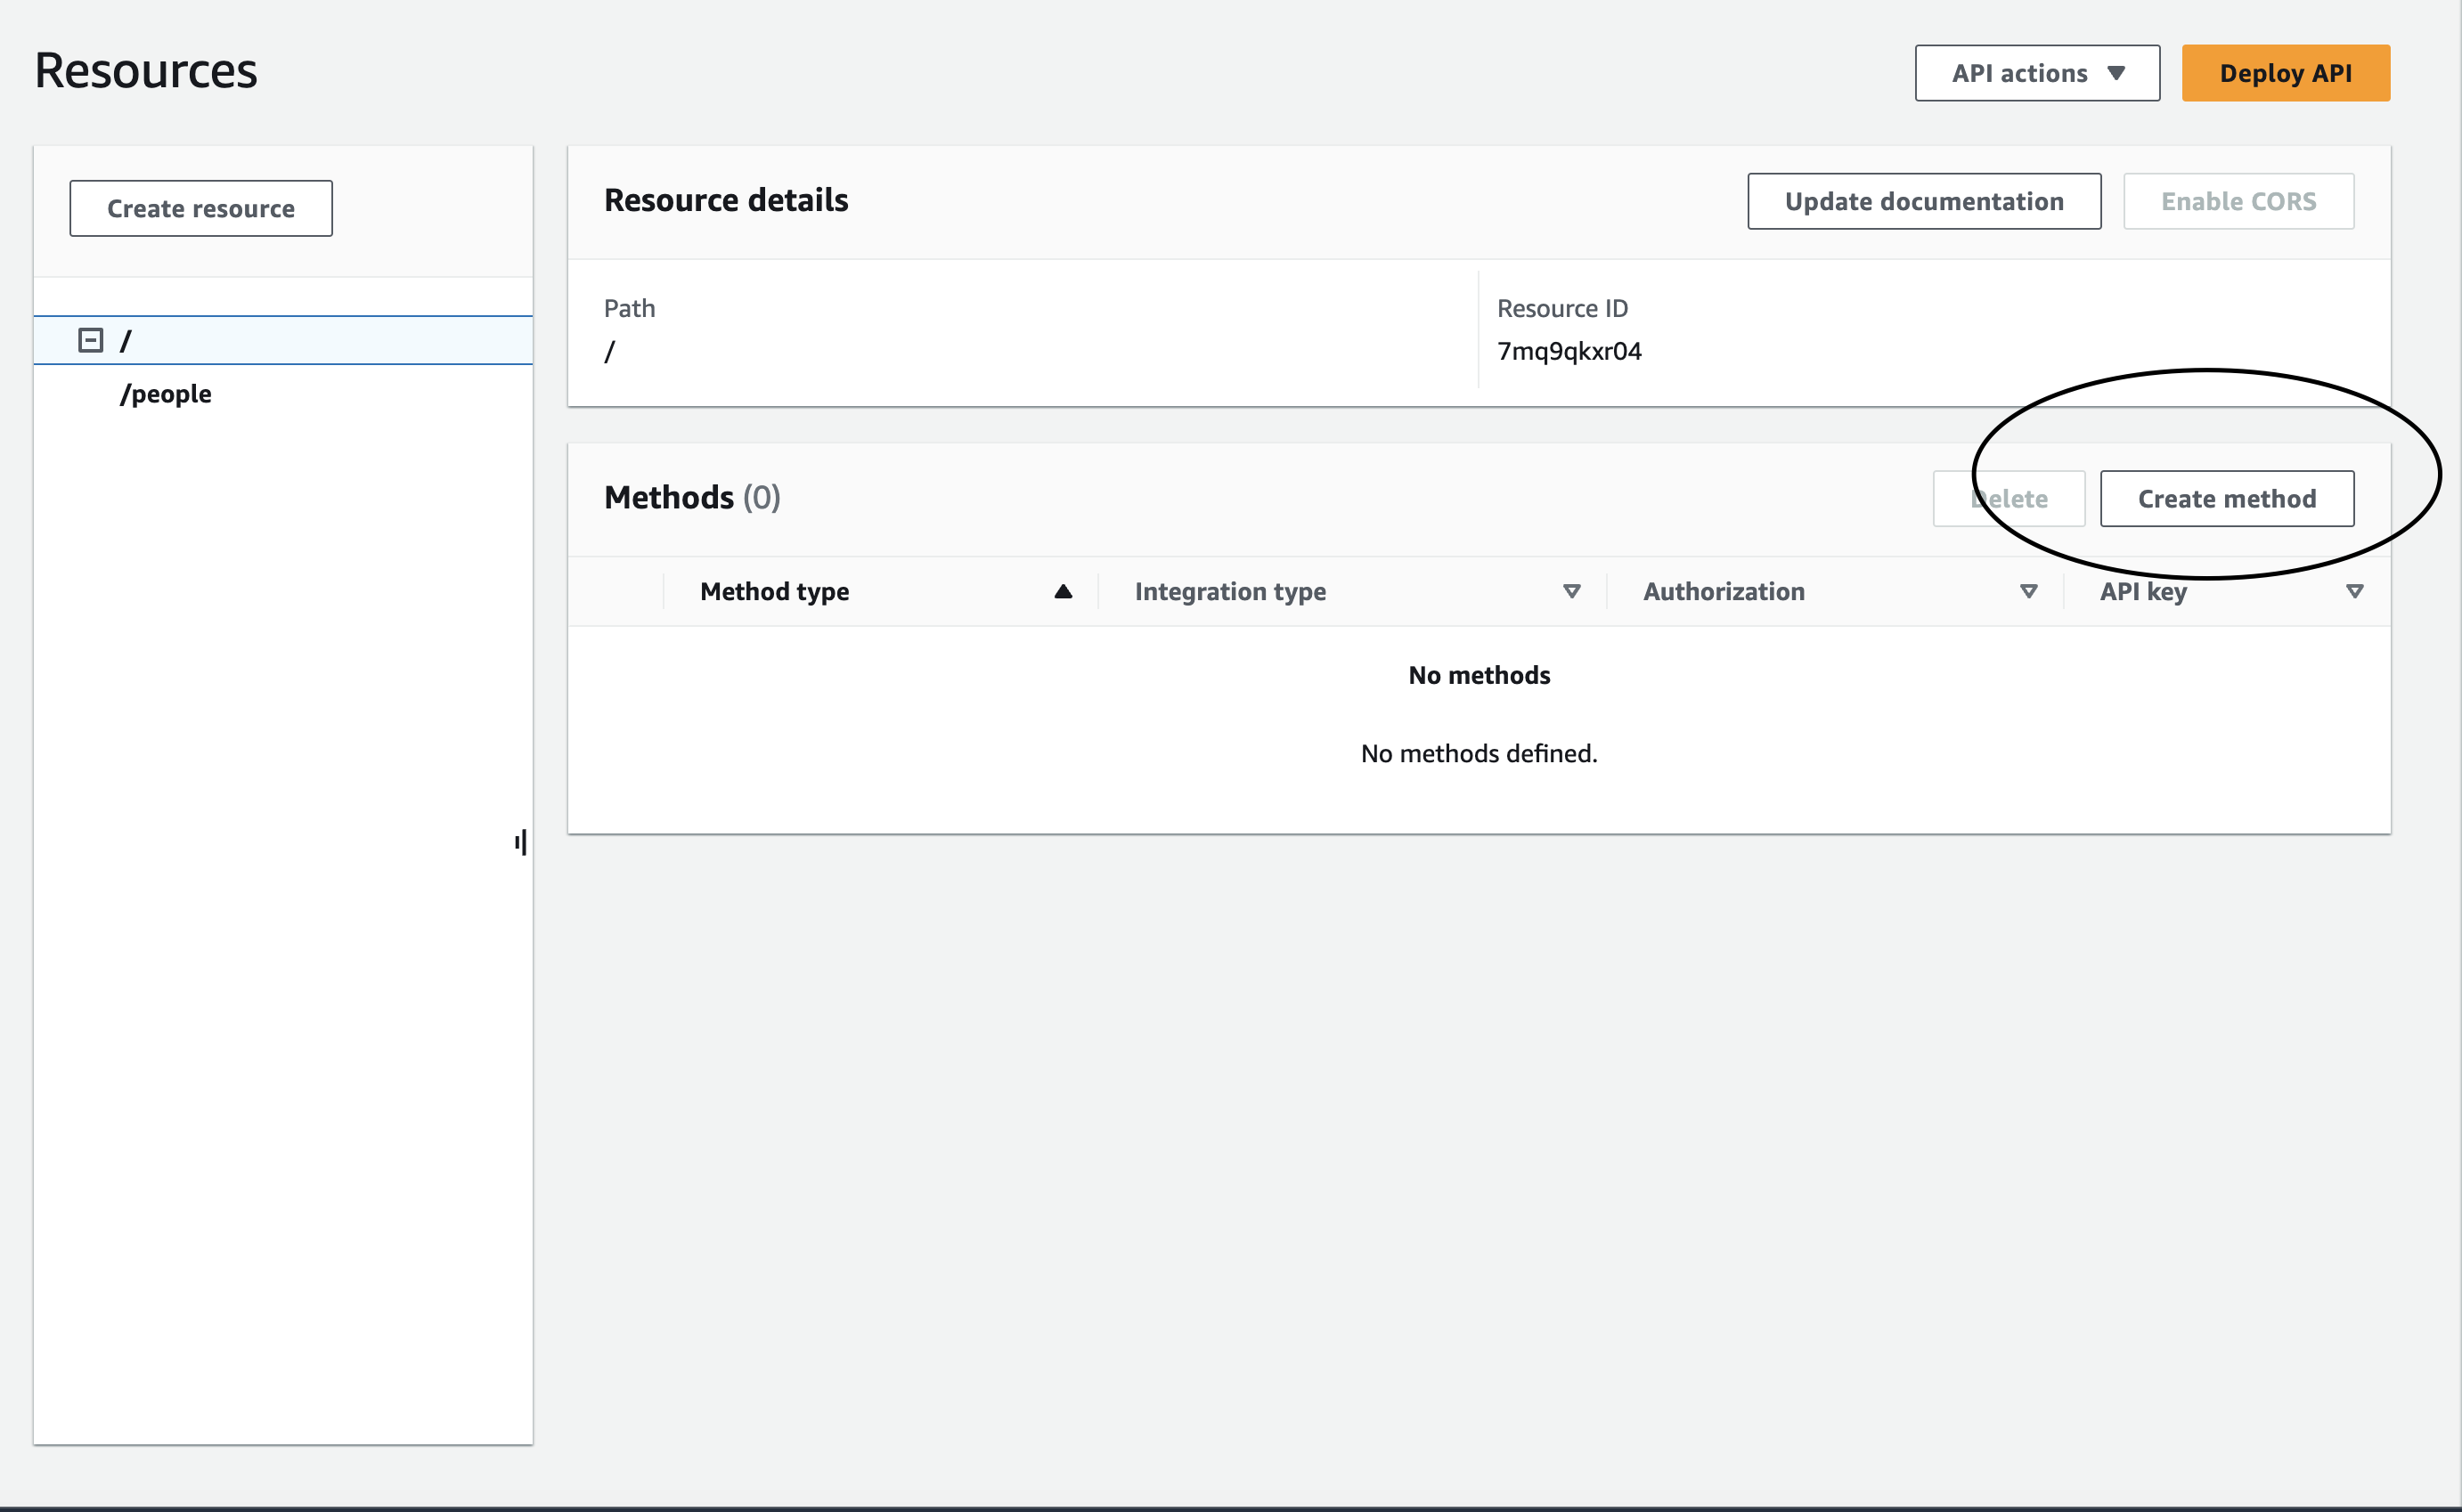 Resources
API actions
Deploy API
Create resource
/
/people
Resource details
Update documentation
Enable CORS
Path
/
Resource ID
7mq9qkxr04
Methods (0)
Delete
Create method
Method type
Integration type
Authorization
API key
No methods
No methods defined.